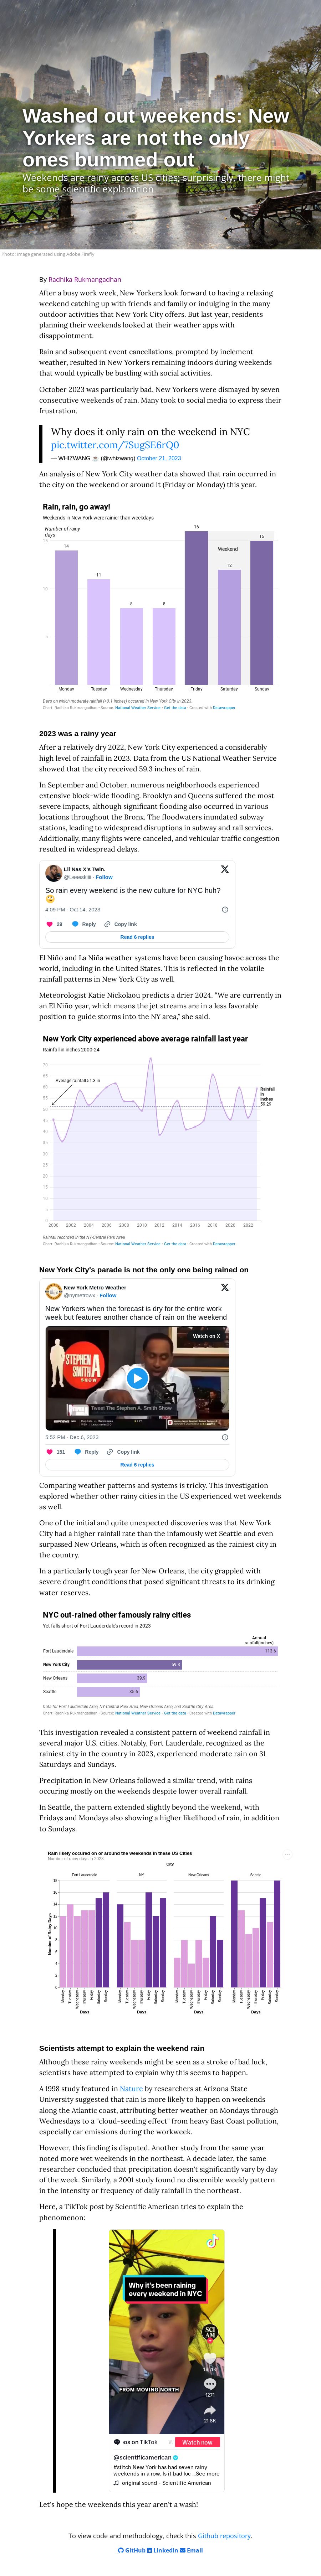 Washed out weekends: New
Yorkers are not the only
ones bummed out
Weekends are rainy across US cities; surprisingly, there might
be some scientific explanation
Photo: Image generated using Adobe Firefly
By Radhika Rukmangadhan
After a busy work week, New Yorkers look forward to having a relaxing
weekend catching up with friends and family or indulging in the many
outdoor activities that New York City offers. But last year, residents
planning their weekends looked at their weather apps with
disappointment.
Rain and subsequent event cancellations, prompted by inclement
weather, resulted in New Yorkers remaining indoors during weekends
that would be bustling with social activities.
October 2023 was particularly bad. New Yorkers were dismayed by seven
consecutive weekends of rain. Many took to social media to express their
frustration.
Why does it only rain on the weekend in NYC
pic.twitter.com/7SugSE6rQ0
— WHIZWANG ☕ (@whizwang) October 21, 2023
An analysis of New York City weather data showed that rain occurred in
the city on the weekend or around it (Friday or Monday) this year.
Rain, rain, go away!
Weekends in New York were rainier than weekdays
Number of rainy
days
15
10
5
14
11
8
8
16
12
15
Weekend
Monday Tuesday Wednesday Thursday Friday Saturday Sunday
Days on which moderate rainfall (>0.1 inches) occurred in New York City in 2023.
Chart: Radhika Rukmangadhan • Source: National Weather Service • Get the data • Created with Datawrapper
2023 was a rainy year
After a relatively dry 2022, New York City experienced a considerably
high level of rainfall in 2023. Data from the US National Weather Service
showed that the city received 59.3 inches of rain.
In September and October, numerous neighborhoods experienced
extensive block-wide flooding. Brooklyn and Queens suffered the most
severe impacts, although significant flooding also occurred in various
locations throughout the Bronx. The floodwaters inundated subway
stations, leading to widespread disruptions in subway and rail services.
Additionally, many flights were canceled, and vehicular traffic congestion
resulted in widespread delays.
Lil Nas X's Twin.
· Follow
So rain every weekend is the new culture for NYC huh?
4:09 PM · Oct 14, 2023
29 Reply Copy link
Read 6 replies
El Niño and La Niña weather systems have been causing havoc across the
world, including in the United States. This is reflected in the volatile
rainfall patterns in New York City as well.
Meteorologist Katie Nickolaou predicts a drier 2024. "We are currently in
an El Niño year, which means the jet streams are in a less favorable
position to guide storms into the NY area," she said.
New York City experienced above average rainfall last year
Rainfall in inches 2000-24
70
65
60
55
50
45
40
35
30
25
20
15
10
5
0
Average rainfall 51.3 in
Rainfall
in
Inches
59.29
2000 2002 2004 2006 2008 2010 2012 2014 2016 2018 2020 2022
Rainfall recorded in the NY-Central Park Area
Chart: Radhika Rukmangadhan • Source: National Weather Service • Get the data • Created with Datawrapper
New York City's parade is not the only one being rained on
New York Metro Weather
@nymetrowx · Follow
New Yorkers when the forecast is dry for the entire work
week but features another chance of rain on the weekend
Watch on X
STEPHEN A SMITH
Tweet The Stephen A. Smith Show
5:52 PM · Dec 6, 2023
151 Reply Copy link
Read 6 replies
Comparing weather patterns and systems is tricky. This investigation
explored whether other rainy cities in the US experienced wet weekends
as well.
One of the initial and quite unexpected discoveries was that New York
City had a higher rainfall rate than the infamously wet Seattle and even
surpassed New Orleans, which is often recognized as the rainiest city in
the country.
In a particularly tough year for New Orleans, the city grappled with
severe drought conditions that posed significant threats to its drinking
water reserves.
NYC out-rained other famously rainy cities
Yet falls short of Fort Lauderdale's record in 2023
Annual
rainfall(inches)
Fort Lauderdale 113.6
New York City 59.3
New Orleans 39.9
Seattle 35.6
Data for Fort Lauderdale Area, NY-Central Park Area, New Orleans Area, and Seattle City Area.
Chart: Radhika Rukmangadhan • Source: National Weather Service • Get the data • Created with Datawrapper
This investigation revealed a consistent pattern of weekend rainfall in
several major U.S. cities. Notably, Fort Lauderdale, recognized as the
rainiest city in the country in 2023, experienced moderate rain on 31
Saturdays and Sundays.
Precipitation in New Orleans followed a similar trend, with rains
occuring mostly on the weekends despite lower overall rainfall.
In Seattle, the pattern extended slightly beyond the weekend, with
Fridays and Mondays also showing a higher likelihood of rain, in addition
to Sundays.
Rain likely occured on or around the weekends in these US Cities
Number of rainy days in 2023
City
Fort Lauderdale NY New Orleans Seattle
Number of Rainy Days
18
16
14
12
10
8
6
4
2
0
Monday Tuesday Wednesday Thursday Friday Saturday Sunday
Monday Tuesday Wednesday Thursday Friday Saturday Sunday
Monday Tuesday Wednesday Thursday Friday Saturday Sunday
Monday Tuesday Wednesday Thursday Friday Saturday Sunday
Days Days Days Days
Scientists attempt to explain the weekend rain
Although these rainy weekends might be seen as a stroke of bad luck,
scientists have attempted to explain why this seems to happen.
A 1998 study featured in Nature by researchers at Arizona State
University suggested that rain is more likely to happen on weekends
along the Atlantic coast, attributing better weather on Mondays through
Wednesdays to a "cloud-seeding effect" from heavy East Coast pollution,
especially car emissions during the workweek.
However, this finding is disputed. Another study from the same year
noted more wet weekends in the northeast. A decade later, the same
researcher concluded that precipitation doesn't significantly vary by day
of the week. Similarly, a 2001 study found no discernible weekly pattern
in the intensity or frequency of daily rainfall in the northeast.
Here, a TikTok post by Scientific American tries to explain the
phenomenon:
Why it's been raining
every weekend in NYC
SCI
AM
FROM MOVING NORTH
1271
21.6K
os on TikTok
Watch now
@scientificamerican
#stitch New York has had seven rainy
weekends in a row. Is it bad luc ...See more
original sound - Scientific American
Let's hope the weekends this year aren't a wash!
To view code and methodology, check this Github repository.
GitHub LinkedIn Email